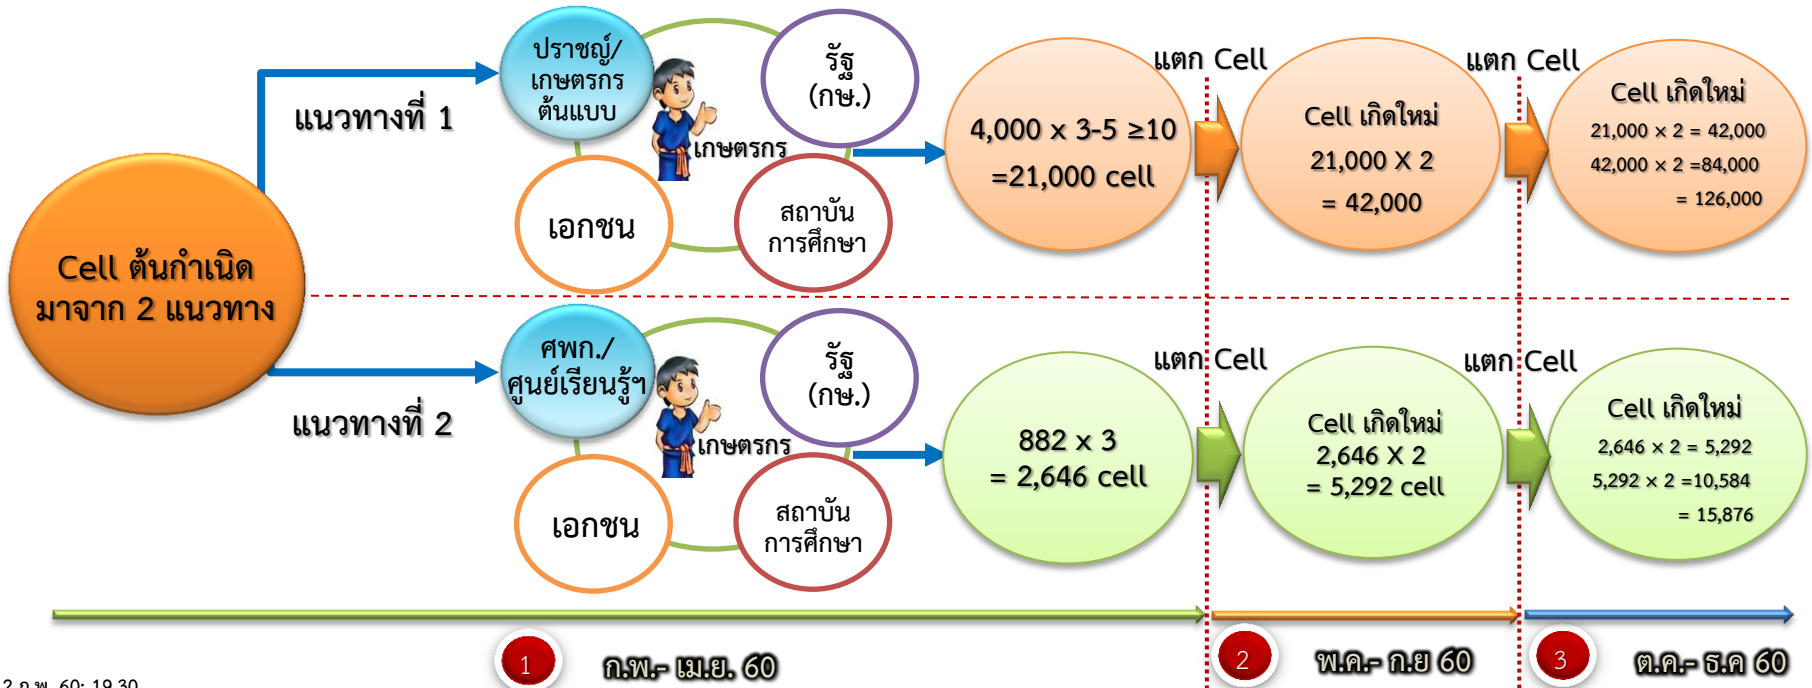 Cell ต้นกำเนิด
มาจาก 2 แนวทาง
แนวทางที่ 1
ปราชญ์/
เกษตรกร
ต้นแบบ
รัฐ
(กษ.)
เกษตรกร
เอกชน
สถาบัน
การศึกษา
4,000 x 3-5 ≥10
=21,000 cell
แตก Cell
Cell เกิดใหม่
21,000 X 2
= 42,000
แตก Cell
Cell เกิดใหม่
21,000 x 2 = 42,000
42,000 x 2 =84,000
= 126,000
แนวทางที่ 2
ศพก./
ศูนย์เรียนรู้ฯ
รัฐ
(กษ.)
เกษตรกร
เอกชน
สถาบัน
การศึกษา
882 x 3
= 2,646 cell
แตก Cell
Cell เกิดใหม่
2,646 X 2
= 5,292 cell
แตก Cell
Cell เกิดใหม่
2,646 x 2 = 5,292
5,292 x 2 =10,584
= 15,876
1 ก.พ.- เม.ย. 60
2 พ.ค.- ก.ย 60
3 ต.ค.- ธ.ค 60
2 ก.พ. 60: 19.30